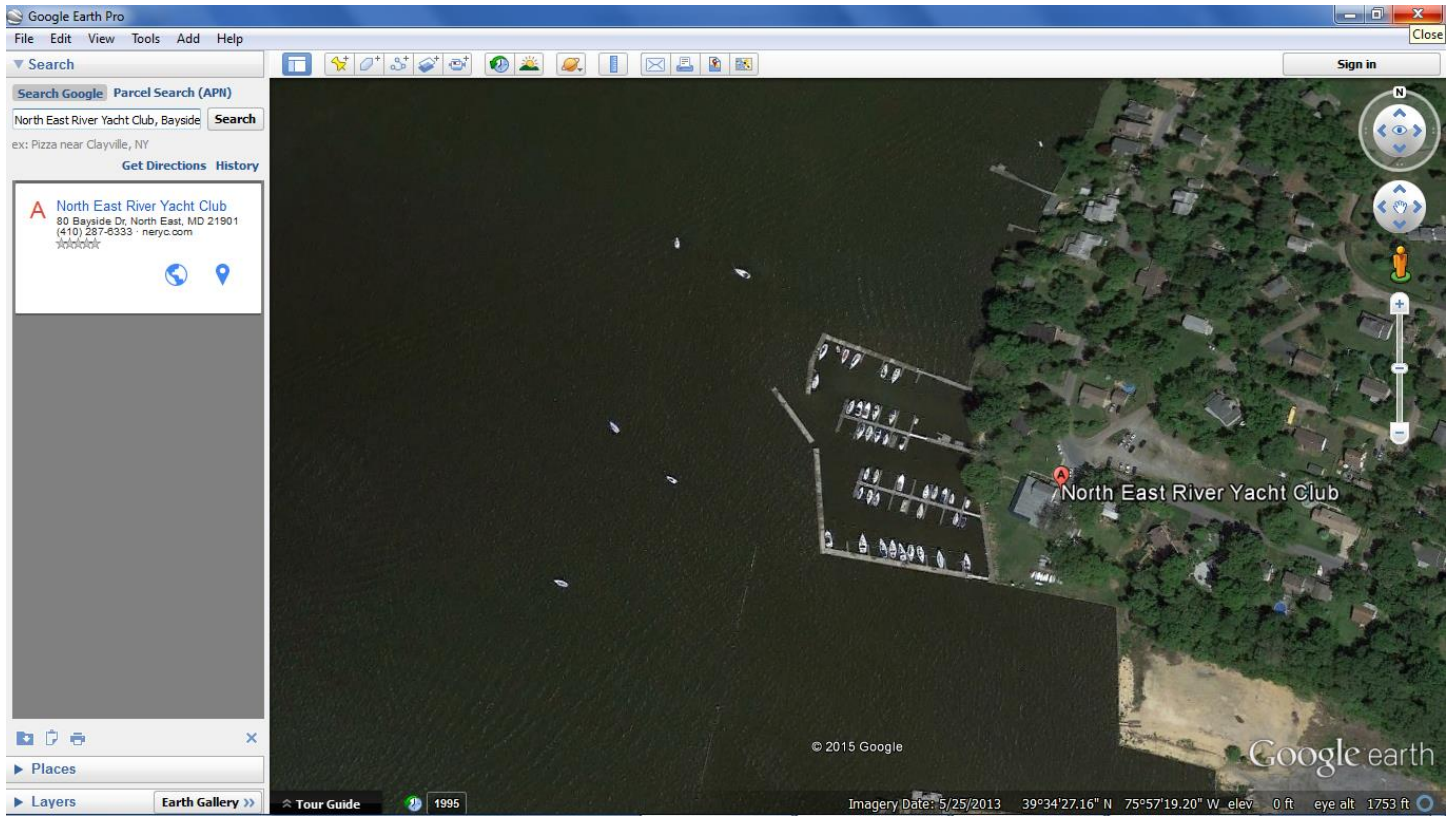 Google Earth Pro
File Edit View Tools Add Help
Close
Search
Sign in
Search Google Parcel Search (APN)
North East River Yacht Club, Bayside Search
ex: Pizza near Clayville, NY
Get Directions History
N
A North East River Yacht Club
80 Bayside Dr, North East, MD 21901
(410) 287-6333 · neryc.com
A
North East River Yacht Club
© 2015 Google
Google earth
Places
Layers Earth Gallery >>
Tour Guide 1995 Imagery Date: 5/25/2013 39°34'27.16" N 75°57'19.20" W elev 0 ft eye alt 1753 ft